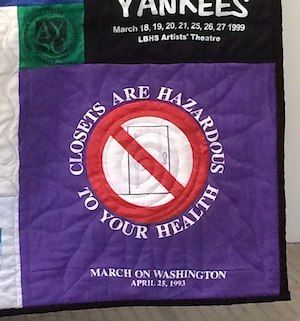 YANKEES
March 18, 19, 20, 21, 25, 26, 27 1999
LBHS Artists' Theatre
AY
CLOSETS ARE HAZARDOUS
TO YOUR HEALTH
MARCH ON WASHINGTON
APRIL 25, 1993